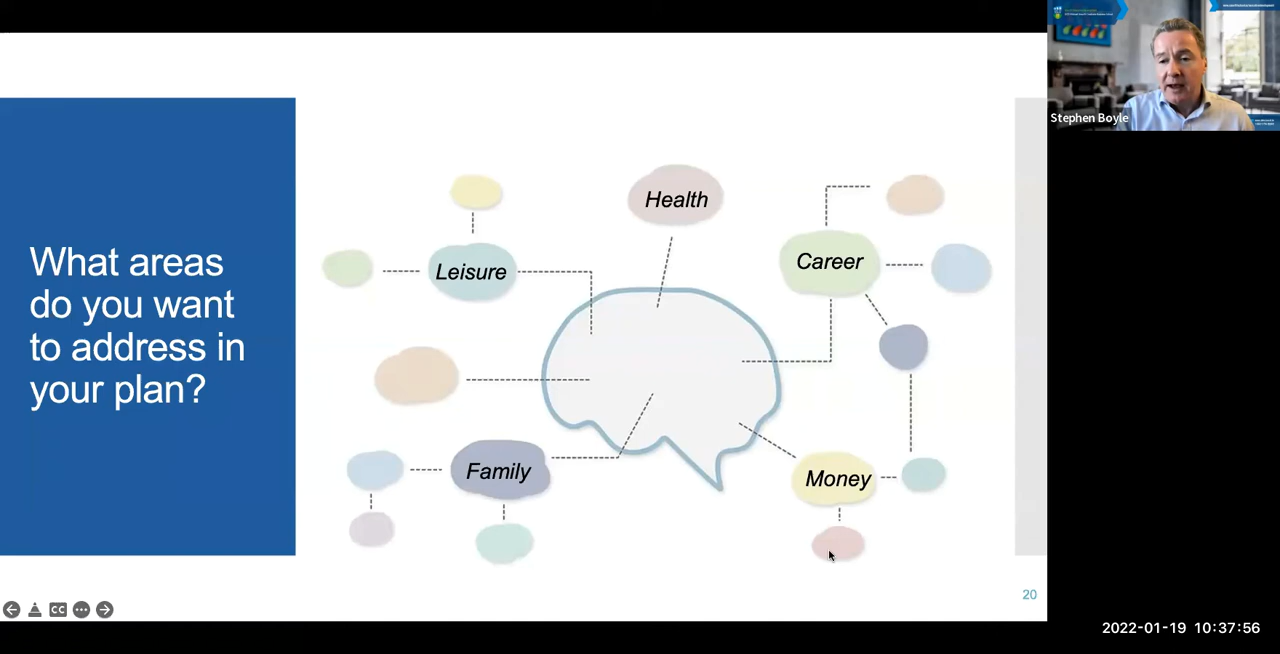 What areas
do you want
to address in
your plan?
Health
Leisure
Career
Family
Money
20
CC
Stephen Boyle
2022-01-19 10:37:56